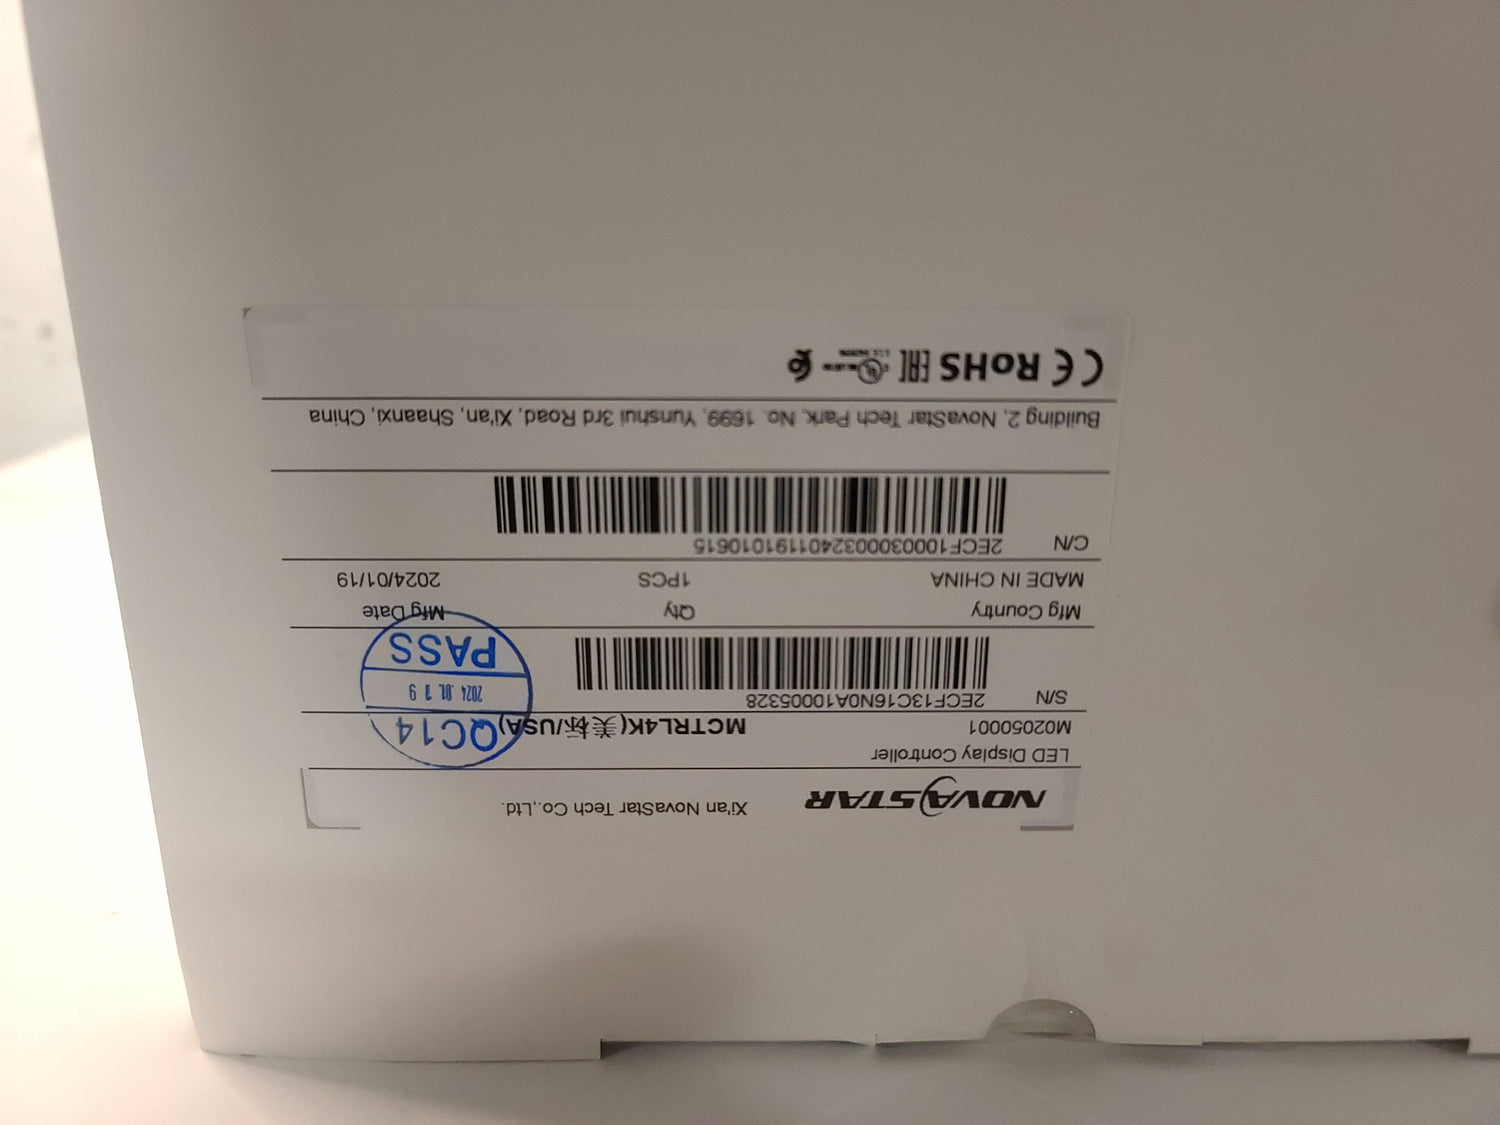 NOVASTAR Xi'an NovaStar Tech Co.,Ltd.
LED Display Controller
M02050001 MCTRL4K(美标/USA)
QC14
2024.01.19
PASS
S/N 2ECF13C16N0A10005328
Mfg Country Qty Mfg Date
MADE IN CHINA 1PCS 2024/01/19
C/N 2ECF10003000032401191010615
Building 2, NovaStar Tech Park, No. 1699, Yunshui 3rd Road, Xi'an, Shaanxi, China
CE RoHS EAC